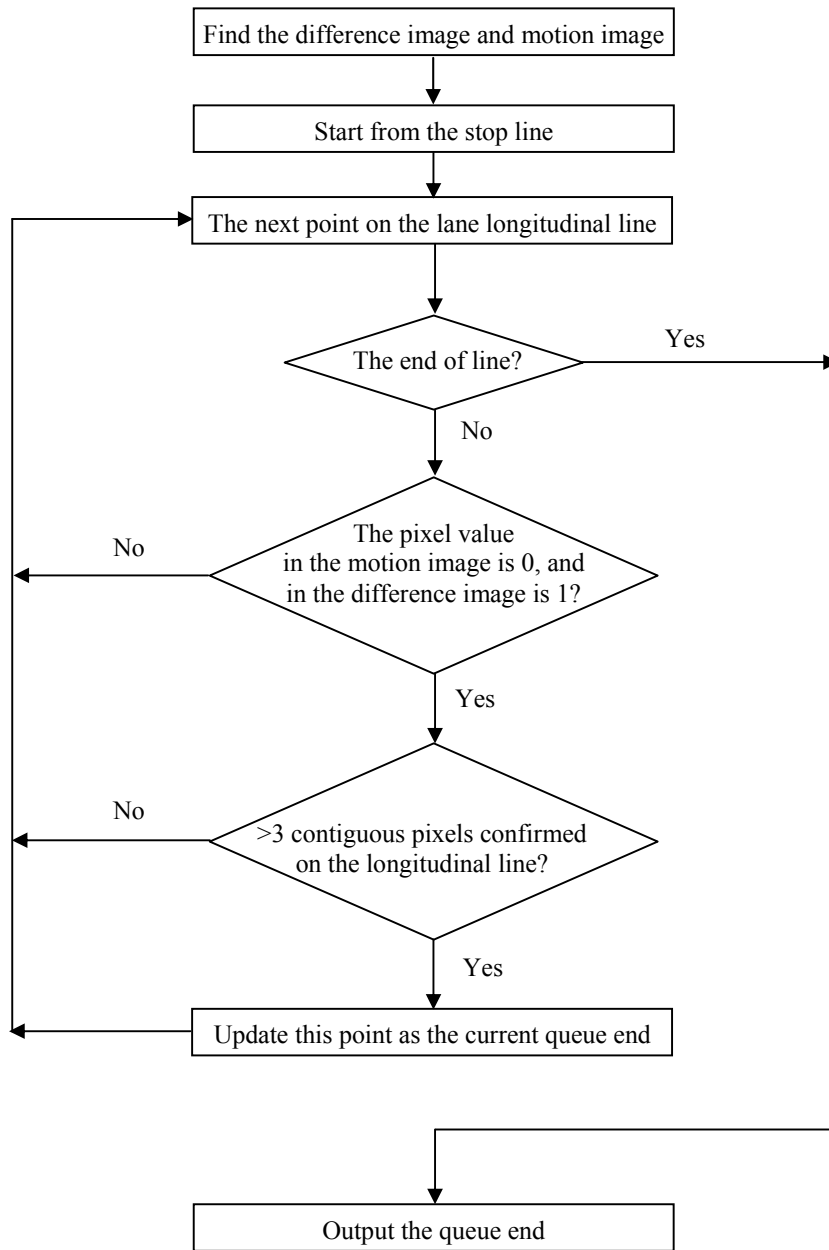 Find the difference image and motion image
Start from the stop line
The next point on the lane longitudinal line
The end of line?
Yes
No
The pixel value
in the motion image is 0, and
in the difference image is 1?
No
Yes
>3 contiguous pixels confirmed
on the longitudinal line?
No
Yes
Update this point as the current queue end
Output the queue end